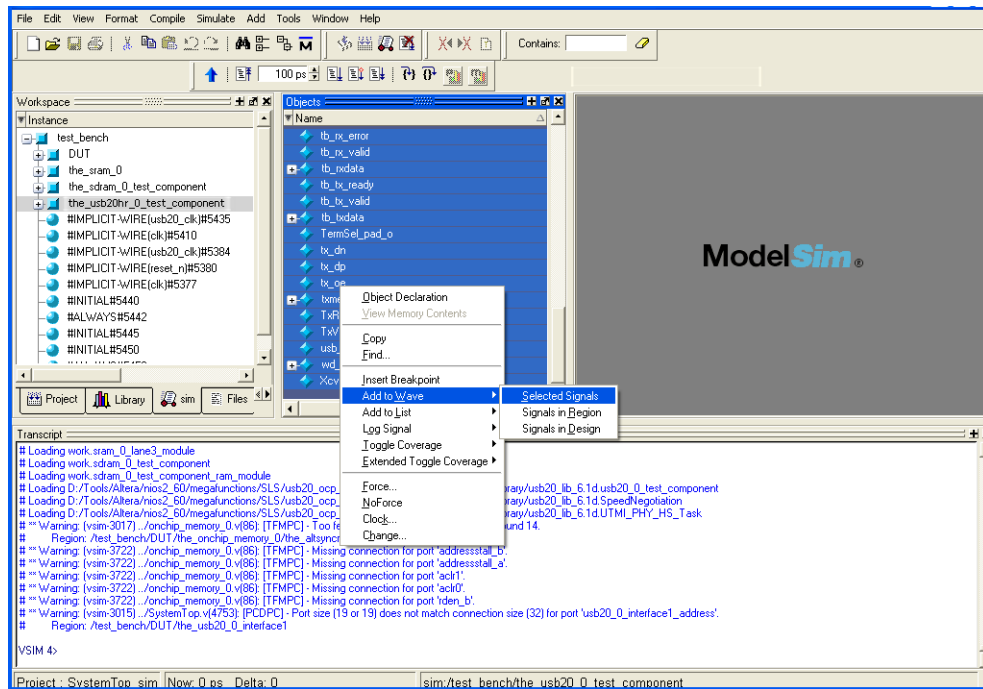 File Edit View Format Compile Simulate Add Tools Window Help
Contains:
100 ps
Workspace
Objects
Instance
Name
test_bench
DUT
the_sram_0
the_sdram_0_test_component
the_usb20hr_0_test_component
#IMPLICIT-WIRE(usb20_clk)#5435
#IMPLICIT-WIRE(clk)#5410
#IMPLICIT-WIRE(usb20_clk)#5384
#IMPLICIT-WIRE(reset_n)#5380
#IMPLICIT-WIRE(clk)#5377
#INITIAL#5440
#ALWAYS#5442
#INITIAL#5445
#INITIAL#5450
Project Library sim Files
tb_rx_error
tb_rx_valid
tb_rxdata
tb_tx_ready
tb_tx_valid
tb_txdata
TermSel_pad_o
tx_dn
tx_dp
tx_oe
txme
TxR
TxV
usb_
wd_
Xcv
Object Declaration
View Memory Contents
Copy
Find...
Insert Breakpoint
Add to Wave
Add to List
Log Signal
Toggle Coverage
Extended Toggle Coverage
Force...
NoForce
Clock...
Change...
Selected Signals
Signals in Region
Signals in Design
ModelSim ®
Transcript
# Loading work.sram_0_lane3_module
# Loading work.sdram_0_test_component
# Loading work.sdram_0_test_component_ram_module
# Loading D:/Tools/Altera/nios2_60/megafunctions/SLS/usb20_ocp_ rary/usb20_lib_6.1d.usb20_0_test_component
# Loading D:/Tools/Altera/nios2_60/megafunctions/SLS/usb20_ocp_ rary/usb20_lib_6.1d.SpeedNegotiation
# Loading D:/Tools/Altera/nios2_60/megafunctions/SLS/usb20_ocp_ rary/usb20_lib_6.1d.UTMI_PHY_HS_Task
# ** Warning: (vsim-3017) ../onchip_memory_0.v(86): [TFMPC] - Too fe und 14.
# Region: /test_bench/DUT/the_onchip_memory_0/the_altsyncr
# ** Warning: (vsim-3722) ../onchip_memory_0.v(86): [TFMPC] - Missing connection for port 'addressstall_b'.
# ** Warning: (vsim-3722) ../onchip_memory_0.v(86): [TFMPC] - Missing connection for port 'addressstall_a'.
# ** Warning: (vsim-3722) ../onchip_memory_0.v(86): [TFMPC] - Missing connection for port 'aclr1'.
# ** Warning: (vsim-3722) ../onchip_memory_0.v(86): [TFMPC] - Missing connection for port 'aclr0'.
# ** Warning: (vsim-3722) ../onchip_memory_0.v(86): [TFMPC] - Missing connection for port 'rden_b'.
# ** Warning: (vsim-3015) ../SystemTop.v(4753): [PCDPC] - Port size (19 or 19) does not match connection size (32) for port 'usb20_0_interface1_address'.
# Region: /test_bench/DUT/the_usb20_0_interface1
VSIM 4>
Project : SystemTop_sim Now: 0 ps Delta: 0 sim:/test_bench/the_usb20_0_test_component